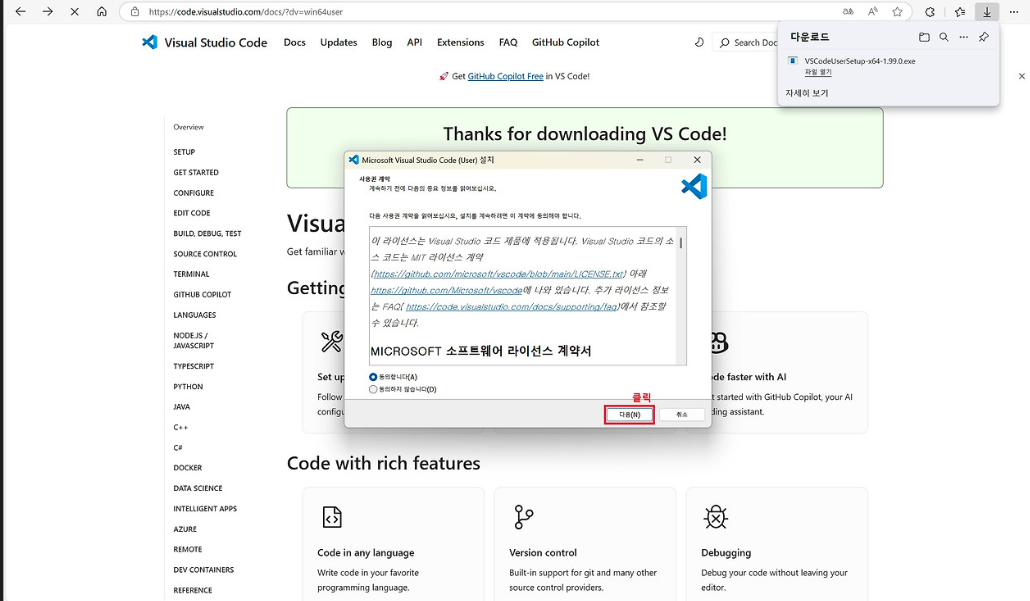 https://code.visualstudio.com/docs/?dv=win64user
다운로드
VSCodeUserSetup-x64-1.99.0.exe
파일 열기
자세히 보기
Visual Studio Code
Docs
Updates
Blog
API
Extensions
FAQ
GitHub Copilot
Search Doc
Get GitHub Copilot Free in VS Code!
Overview
SETUP
GET STARTED
CONFIGURE
EDIT CODE
BUILD, DEBUG, TEST
SOURCE CONTROL
TERMINAL
GITHUB COPILOT
LANGUAGES
NODE.JS /
JAVASCRIPT
TYPESCRIPT
PYTHON
JAVA
C++
C#
DOCKER
DATA SCIENCE
INTELLIGENT APPS
AZURE
REMOTE
DEV CONTAINERS
REFERENCE
Thanks for downloading VS Code!
Visua
Get familiar
Getting
Microsoft Visual Studio Code (User) 설치
사용권 계약
계속하기 전에 다음의 중요 정보를 읽어보십시오.
다음 사용권 계약을 읽어보십시오, 설치를 계속하려면 이 계약에 동의해야 합니다.
이 라이선스는 Visual Studio 코드 제품에 적용됩니다. Visual Studio 코드의 소
스 코드는 MIT 라이선스 계약
(https://github.com/microsoft/vscode/blob/main/LICENSE.txt) 아래
https://github.com/Microsoft/vscode에 나와 있습니다. 추가 라이선스 정보
는 FAQ( https://code.visualstudio.com/docs/supporting/faq)에서 참조할
수 있습니다.
MICROSOFT 소프트웨어 라이선스 계약서
동의합니다(A)
동의하지 않습니다(D)
클릭
다음(N)
취소
Set up
Follow
configu
de faster with AI
t started with GitHub Copilot, your AI
ding assistant.
Code with rich features
Code in any language
Write code in your favorite
programming language.
Version control
Built-in support for git and many other
source control providers.
Debugging
Debug your code without leaving your
editor.